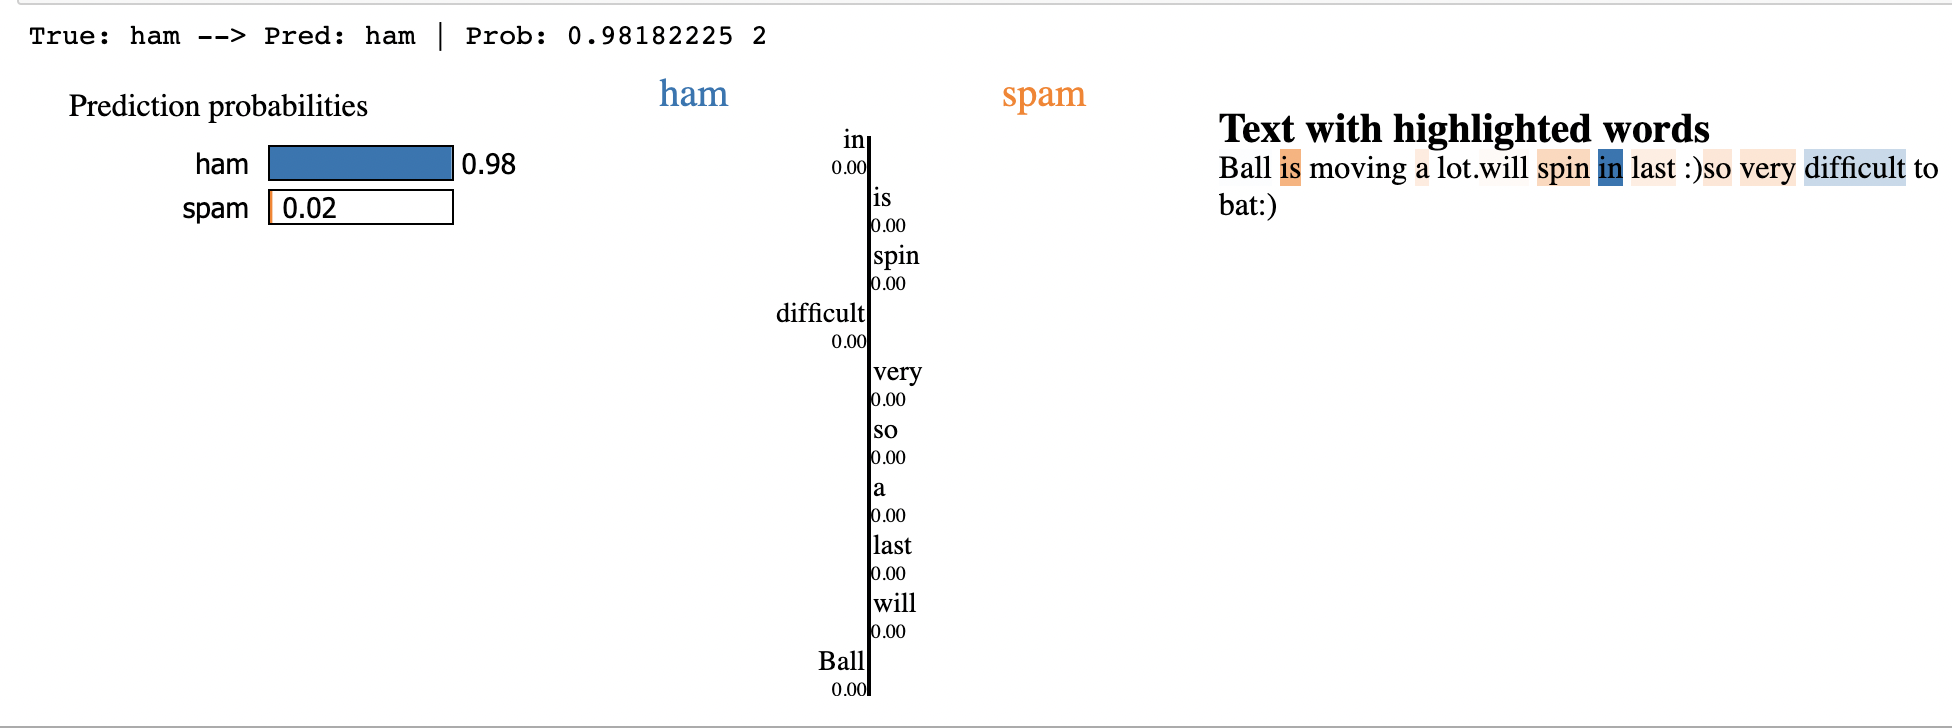 True: ham --> Pred: ham | Prob: 0.98182225 2
Prediction probabilities
ham 0.98
spam 0.02
ham spam
in
0.00
is
0.00
spin
0.00
difficult
0.00
very
0.00
so
0.00
a
0.00
last
0.00
will
0.00
Ball
0.00
Text with highlighted words
Ball is moving a lot.will spin in last :)so very difficult to
bat:)